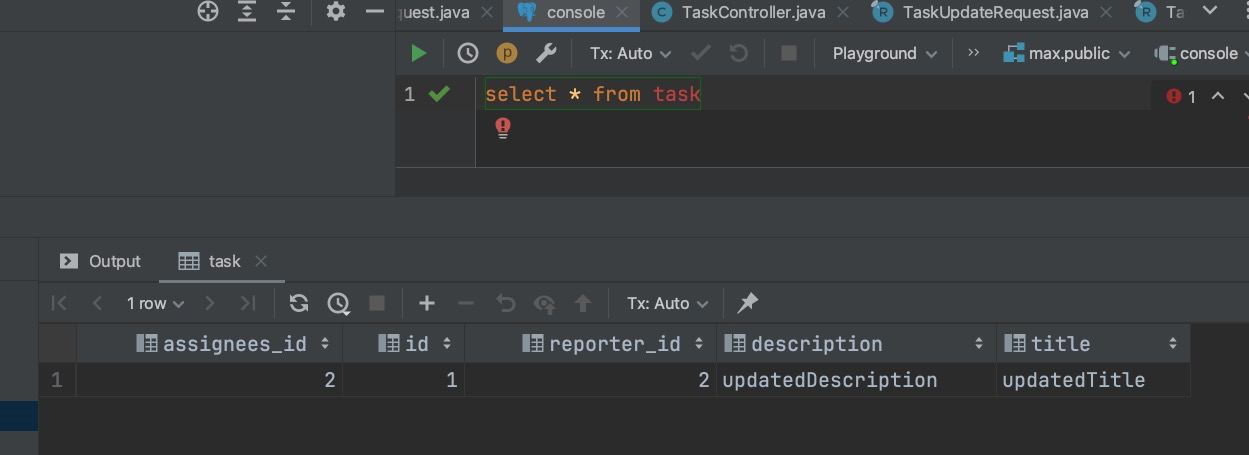 quest.java console TaskController.java TaskUpdateRequest.java Ta
p Tx: Auto Playground » max.public console
1 select * from task 1
Output task
1 row Tx: Auto
assignees_id id reporter_id description title
1 2 1 2 updatedDescription updatedTitle